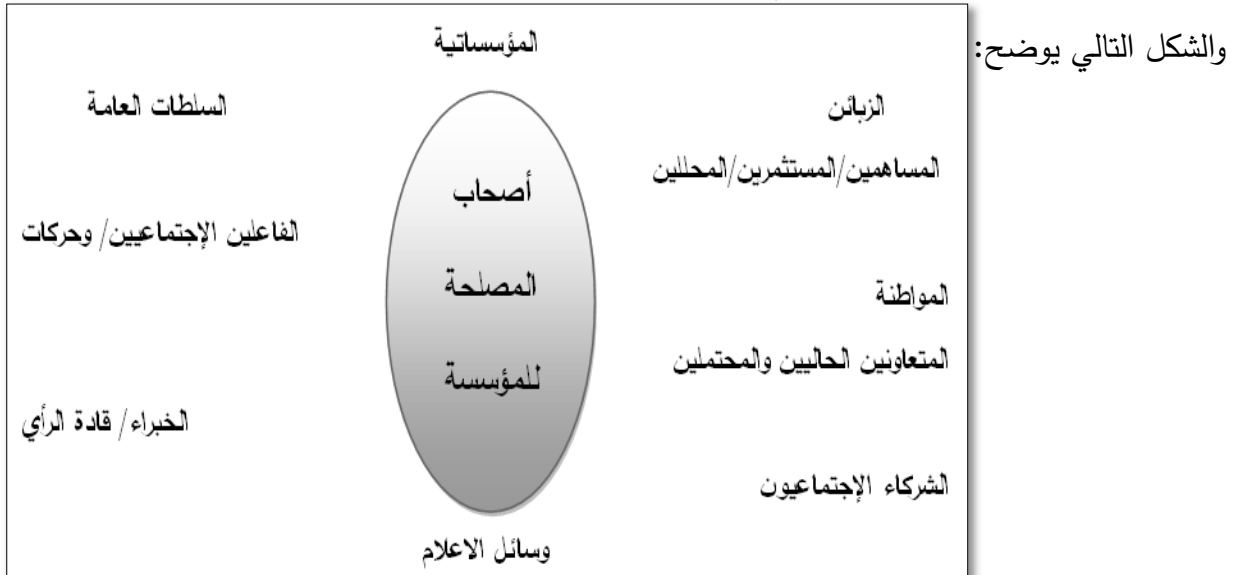 والشكل التالي يوضح:
المؤسساتية
الزبائن
السلطات العامة
المساهمين/المستثمرين/المحللين
أصحاب
الفاعلين الإجتماعيين/ وحركات
المصلحة
المواطنة
المتعاونين الحاليين والمحتملين
للمؤسسة
الخبراء/ قادة الرأي
الشركاء الإجتماعيون
وسائل الاعلام